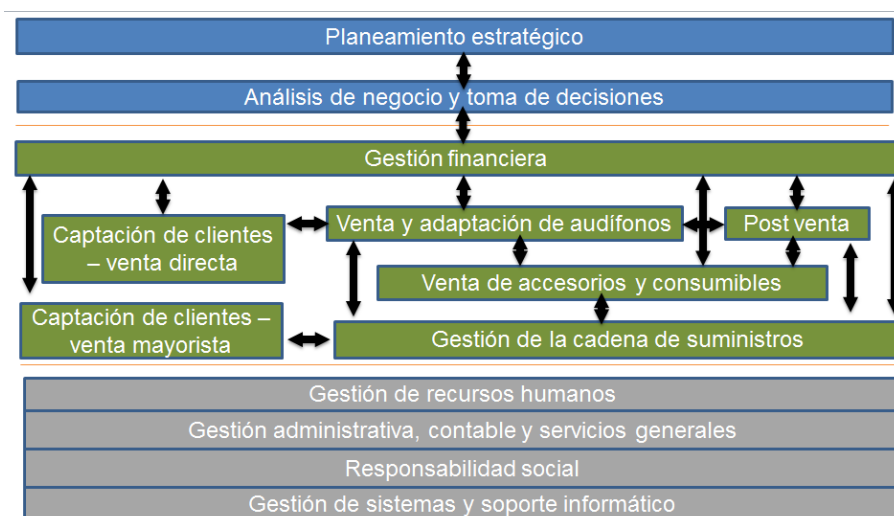 Planeamiento estratégico
Análisis de negocio y toma de decisiones
Gestión financiera
Captación de clientes
– venta directa
Venta y adaptación de audífonos
Post venta
Venta de accesorios y consumibles
Captación de clientes –
venta mayorista
Gestión de la cadena de suministros
Gestión de recursos humanos
Gestión administrativa, contable y servicios generales
Responsabilidad social
Gestión de sistemas y soporte informático